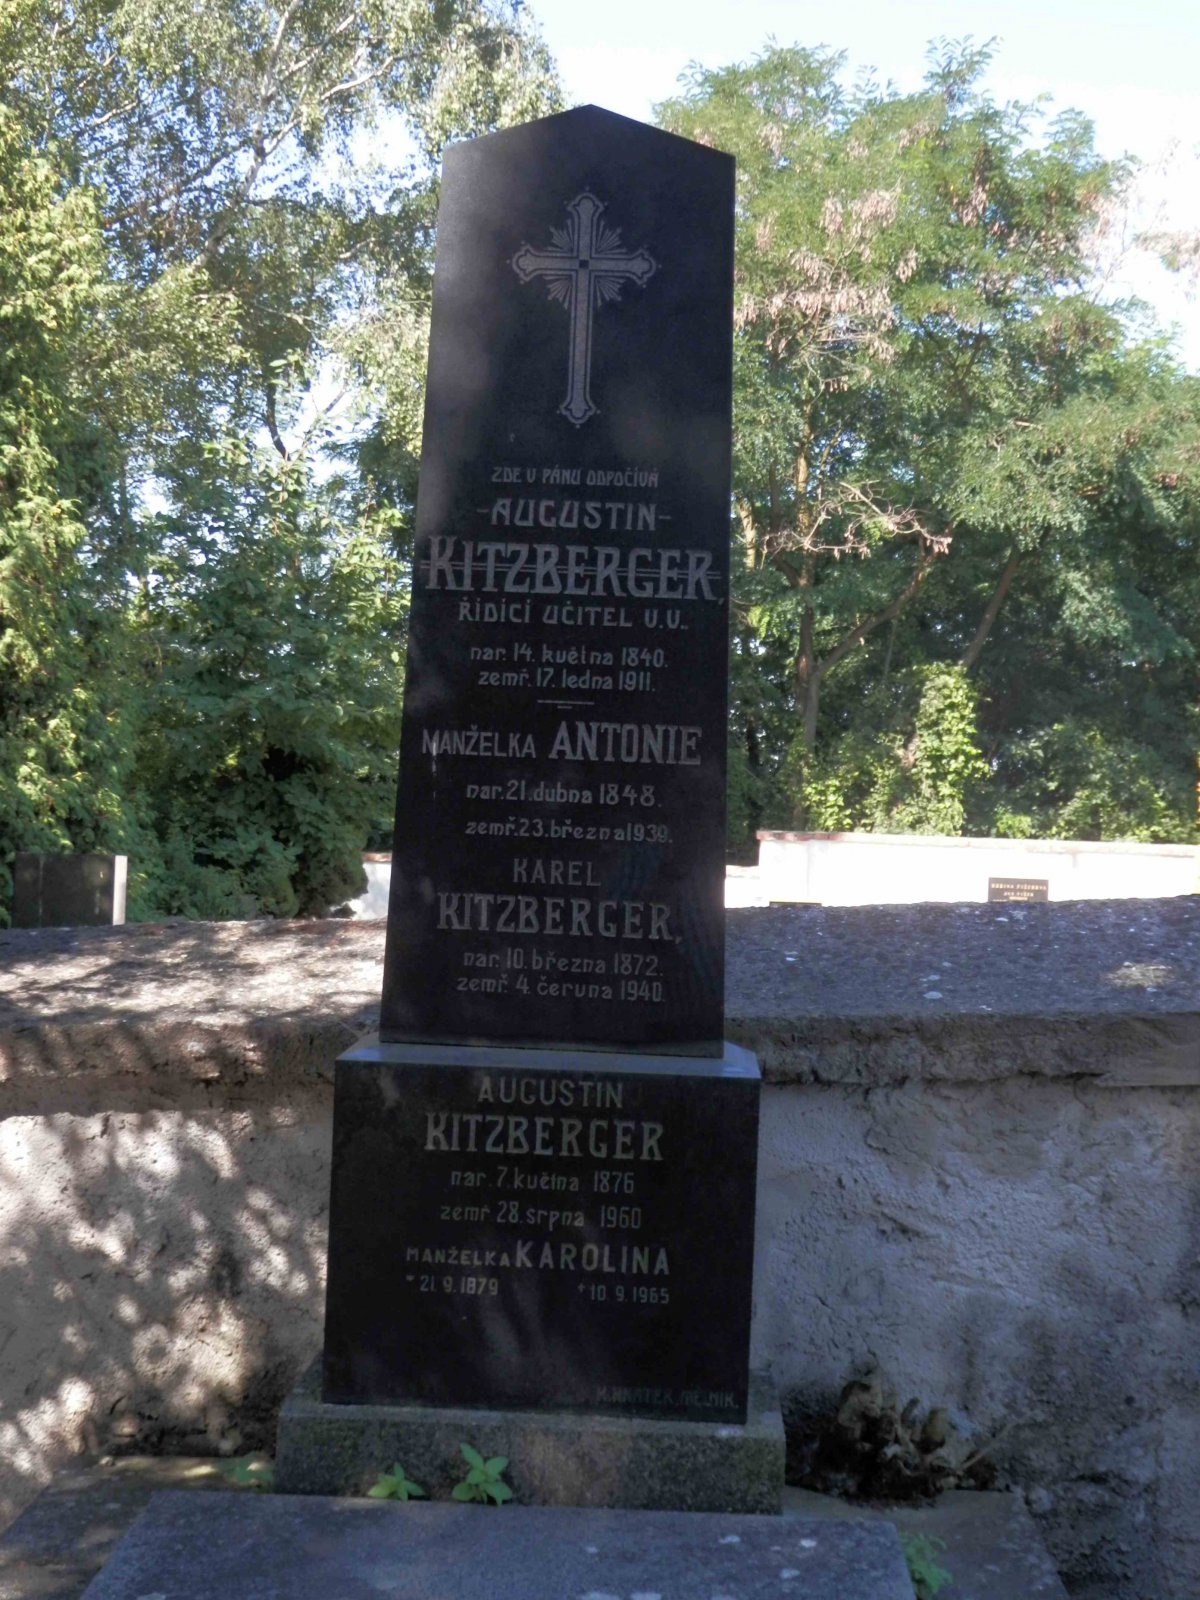 ZDE V PÁNU ODPOČÍVÁ
-AUGUSTIN-
KITZBERGER,
ŘÍDÍCÍ UČITEL V.V.
nar. 14. května 1840.
zemř. 17. ledna 1911.
MANŽELKA ANTONIE
nar. 21. dubna 1848.
zemř. 23. března 1939.
KAREL
KITZBERGER,
nar. 10. března 1872.
zemř. 4. června 1940.
AUGUSTIN
KITZBERGER
nar. 7. května 1876
zemř. 28. srpna 1960
MANŽELKA KAROLINA
* 21. 9. 1879 † 10. 9. 1965